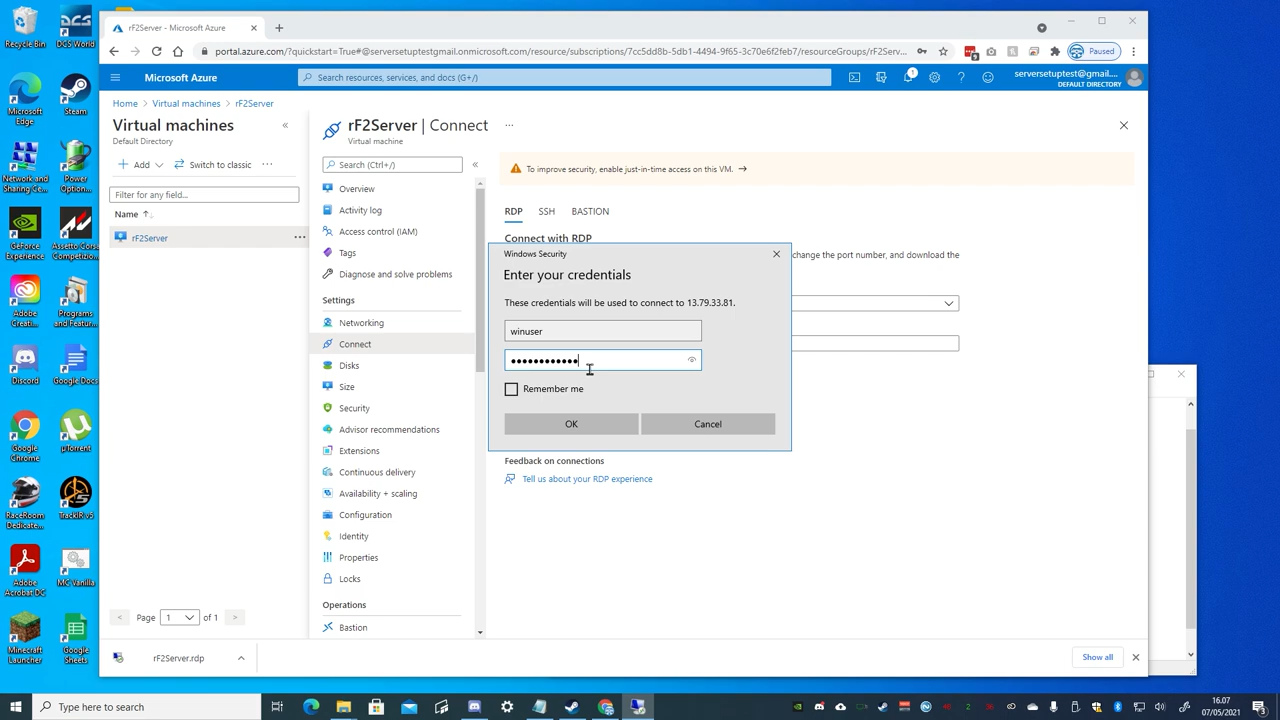 Recycle Bin
DCS World
Microsoft Edge
Steam
Network and Sharing Ce...
Power Option...
GeForce Experience
Assetto Corsa
Adobe Creati...
Programs and Featur...
Discord
EpicGames
Google Chrome
µTorrent
RaceRoom Dedicate...
TrackIR v5
Adobe Acrobat DC
MC Vanilla
Minecraft Launcher
Google Sheets
rF2Server - Microsoft Azure
portal.azure.com/?quickstart=True#@serversetuptestgmail.onmicrosoft.com/resource/subscriptions/7cc5dd8b-5db1-4494-9f65-3c70e6f2feb7/resourceGroups/rF2Serv...
Paused
Microsoft Azure
Search resources, services, and docs (G+/)
1
serversetuptest@gmail....
DEFAULT DIRECTORY
Home > Virtual machines > rF2Server
Virtual machines
Default Directory
Add
Switch to classic
Filter for any field...
Name
rF2Server
Page 1 of 1
rF2Server | Connect
Virtual machine
Search (Ctrl+/)
Overview
Activity log
Access control (IAM)
Tags
Diagnose and solve problems
Settings
Networking
Connect
Disks
Size
Security
Advisor recommendations
Extensions
Continuous delivery
Availability + scaling
Configuration
Identity
Properties
Locks
Operations
Bastion
To improve security, enable just-in-time access on this VM.
RDP SSH BASTION
Connect with RDP
change the port number, and download the
Windows Security
Enter your credentials
These credentials will be used to connect to 13.79.33.81.
winuser
Remember me
OK Cancel
Feedback on connections
Tell us about your RDP experience
rF2Server.rdp
Show all
Type here to search
16.07
07/05/2021